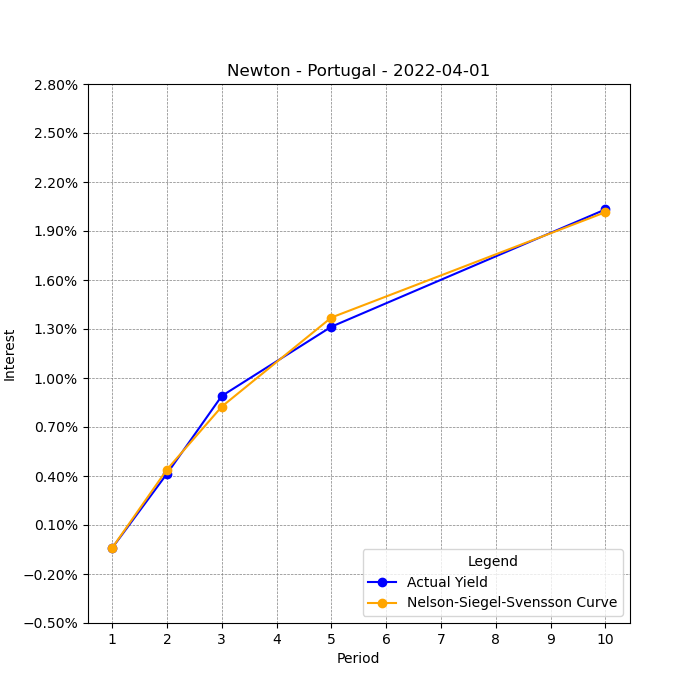 Newton - Portugal - 2022-04-01
2.80%
2.50%
2.20%
1.90%
1.60%
1.30%
1.00%
0.70%
0.40%
0.10%
−0.20%
−0.50%
Interest
Legend
Actual Yield
Nelson-Siegel-Svensson Curve
1 2 3 4 5 6 7 8 9 10
Period